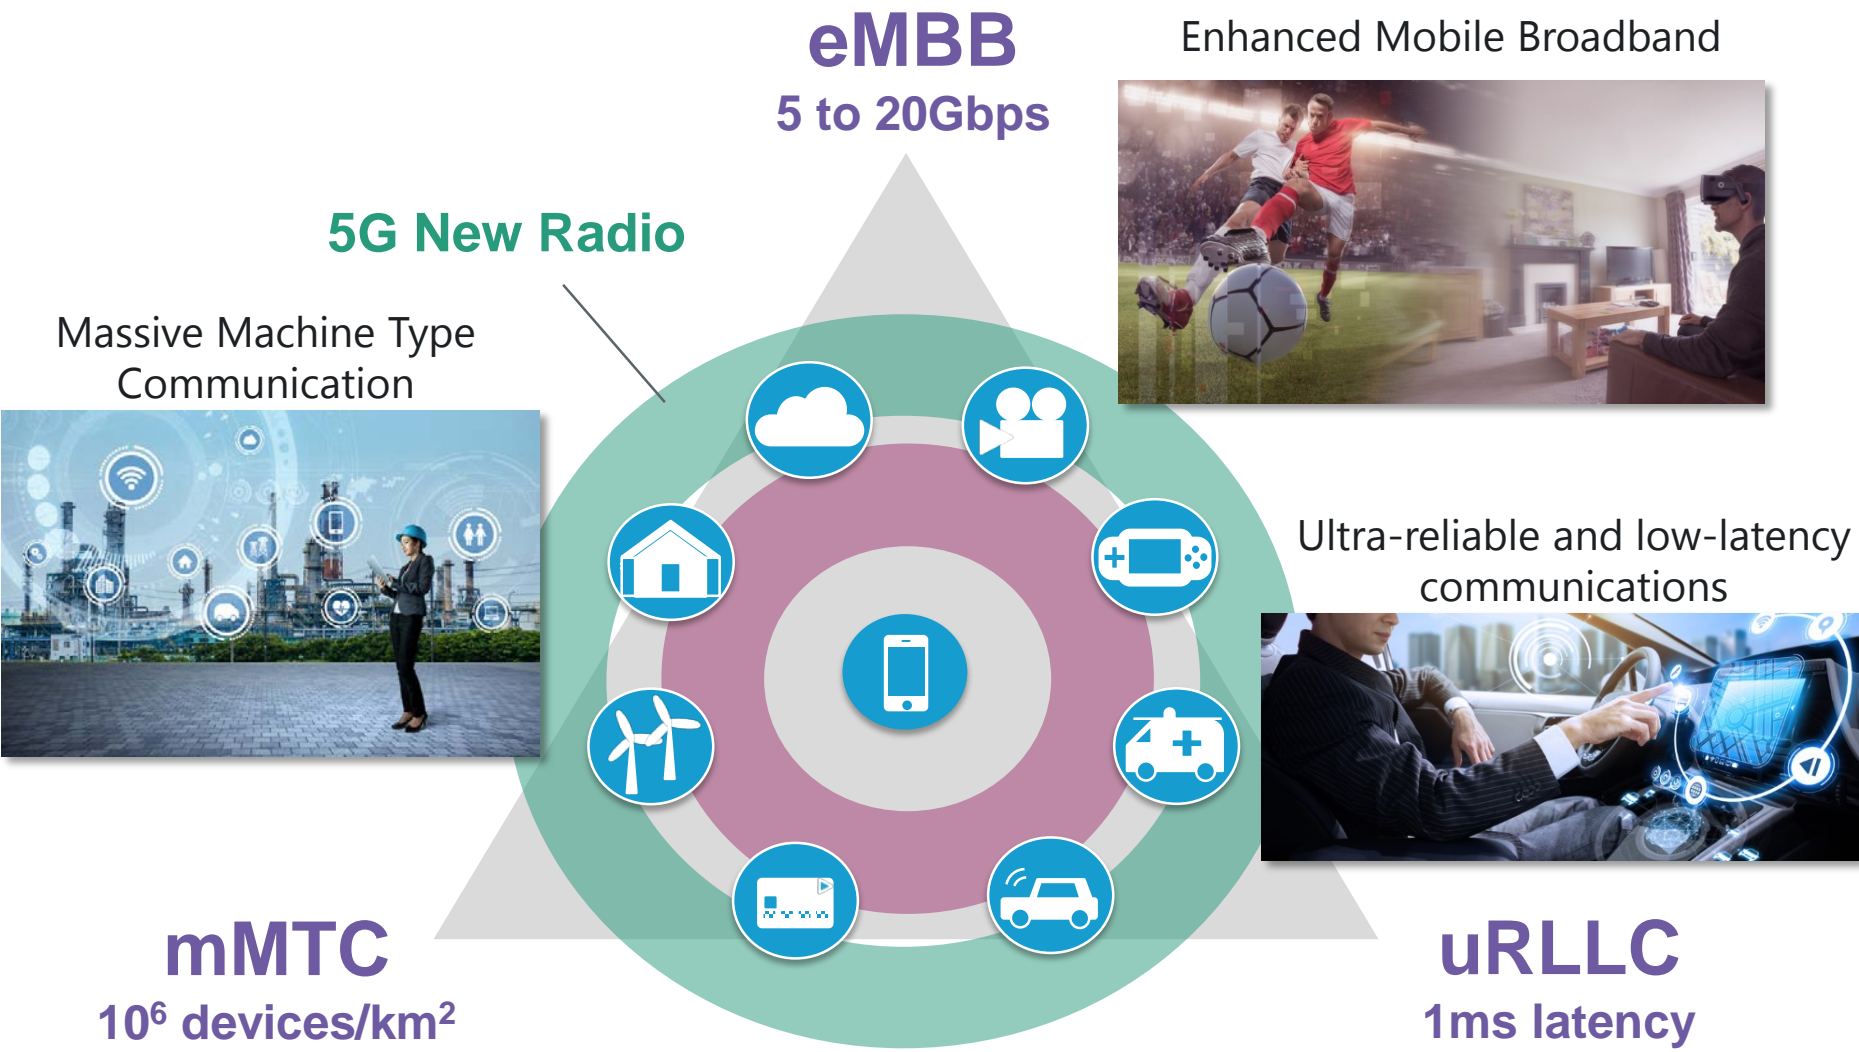 eMBB
5 to 20Gbps
Enhanced Mobile Broadband
5G New Radio
Massive Machine Type
Communication
Ultra-reliable and low-latency
communications
mMTC
10⁶ devices/km²
uRLLC
1ms latency